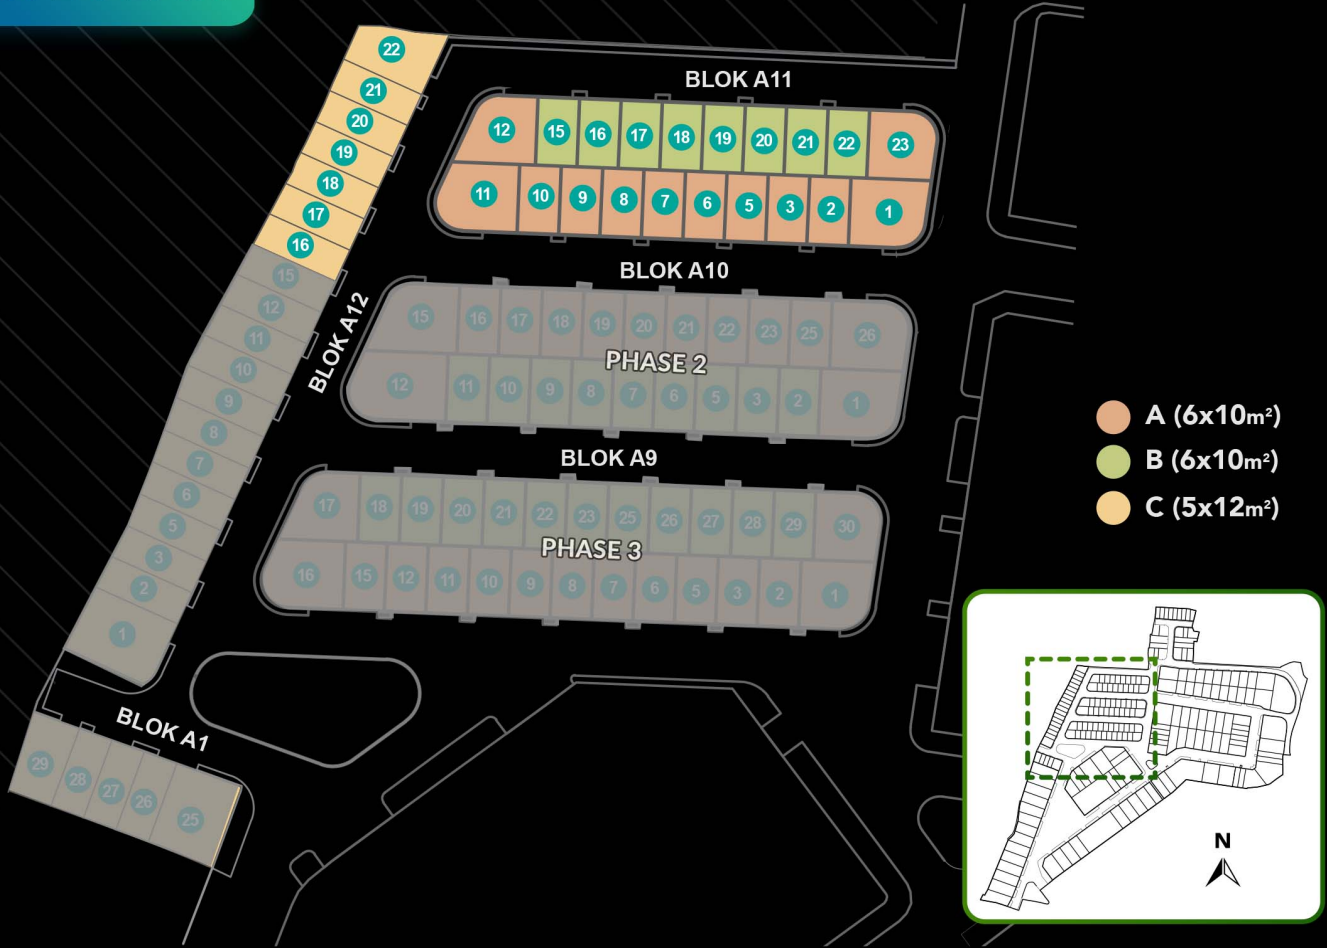 22
21
20
19
18
17
16
15
12
11
10
9
8
7
6
5
3
2
1
BLOK A12
BLOK A11
12 15 16 17 18 19 20 21 22 23
11 10 9 8 7 6 5 3 2 1
BLOK A10
15 16 17 18 19 20 21 22 23 25 26
PHASE 2
12 11 10 9 8 7 6 5 3 2 1
BLOK A9
17 18 19 20 21 22 23 25 26 27 28 29 30
PHASE 3
16 15 12 11 10 9 8 7 6 5 3 2 1
BLOK A1
29 28 27 26 25
A (6x10m²)
B (6x10m²)
C (5x12m²)
N